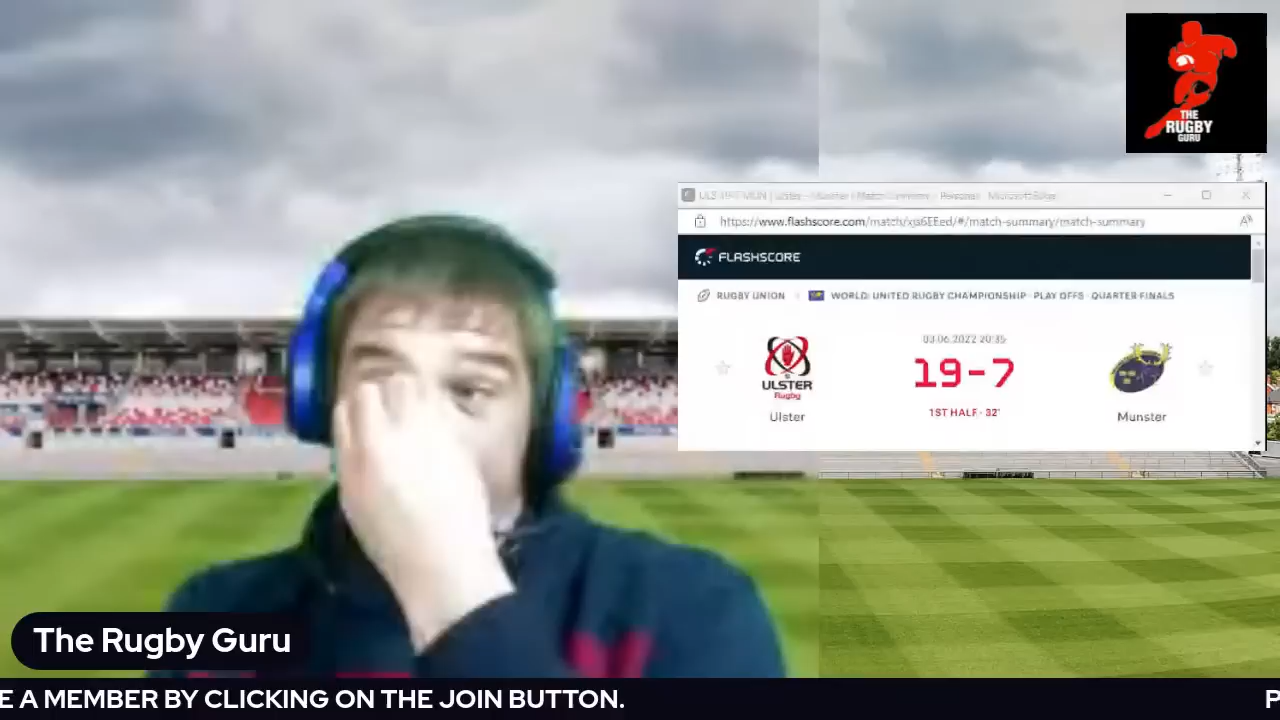 THE
RUGBY
GURU
https://www.flashscore.com/match/xjs6EEed/#/match-summary/match-summary
FLASHSCORE
RUGBY UNION
WORLD: UNITED RUGBY CHAMPIONSHIP - PLAY OFFS - QUARTER-FINALS
03.06.2022 20:35
19-7
1ST HALF - 32'
ULSTER
Rugby
Ulster
Munster
The Rugby Guru
E A MEMBER BY CLICKING ON THE JOIN BUTTON.
P